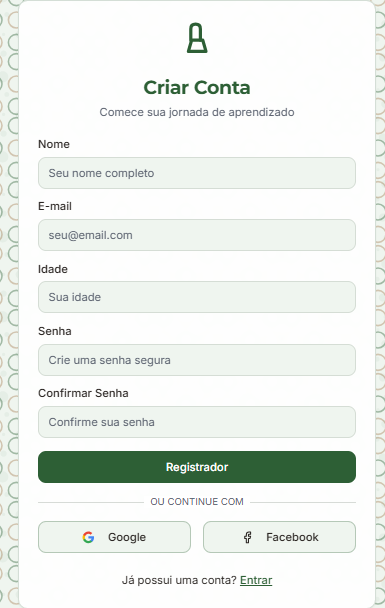 Criar Conta
Comece sua jornada de aprendizado
Nome
Seu nome completo
E-mail
seu@email.com
Idade
Sua idade
Senha
Crie uma senha segura
Confirmar Senha
Confirme sua senha
Registrador
OU CONTINUE COM
Google
Facebook
Já possui uma conta? Entrar